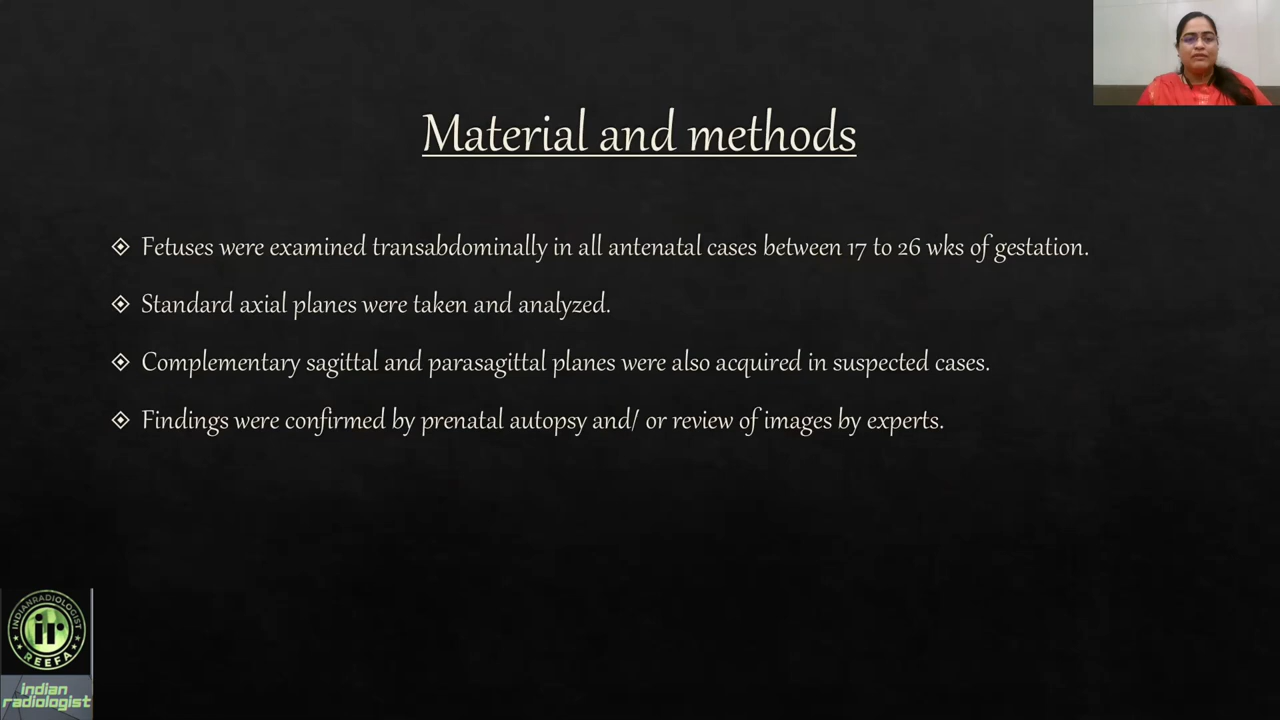 Material and methods
Fetuses were examined transabdominally in all antenatal cases between 17 to 26 wks of gestation.
Standard axial planes were taken and analyzed.
Complementary sagittal and parasagittal planes were also acquired in suspected cases.
Findings were confirmed by prenatal autopsy and/ or review of images by experts.
INDIANRADIOLOGIST
ir
REEFA
indian
radiologist